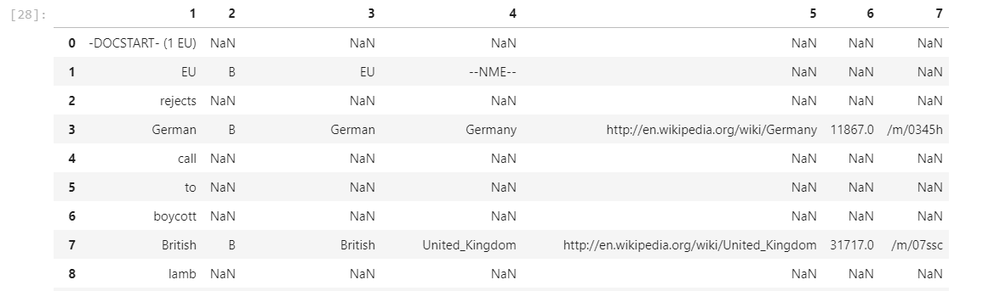 [28]:
1 2 3 4 5 6 7
0 -DOCSTART- (1 EU) NaN NaN NaN NaN NaN NaN
1 EU B EU --NME-- NaN NaN NaN
2 rejects NaN NaN NaN NaN NaN NaN
3 German B German Germany http://en.wikipedia.org/wiki/Germany 11867.0 /m/0345h
4 call NaN NaN NaN NaN NaN NaN
5 to NaN NaN NaN NaN NaN NaN
6 boycott NaN NaN NaN NaN NaN NaN
7 British B British United_Kingdom http://en.wikipedia.org/wiki/United_Kingdom 31717.0 /m/07ssc
8 lamb NaN NaN NaN NaN NaN NaN